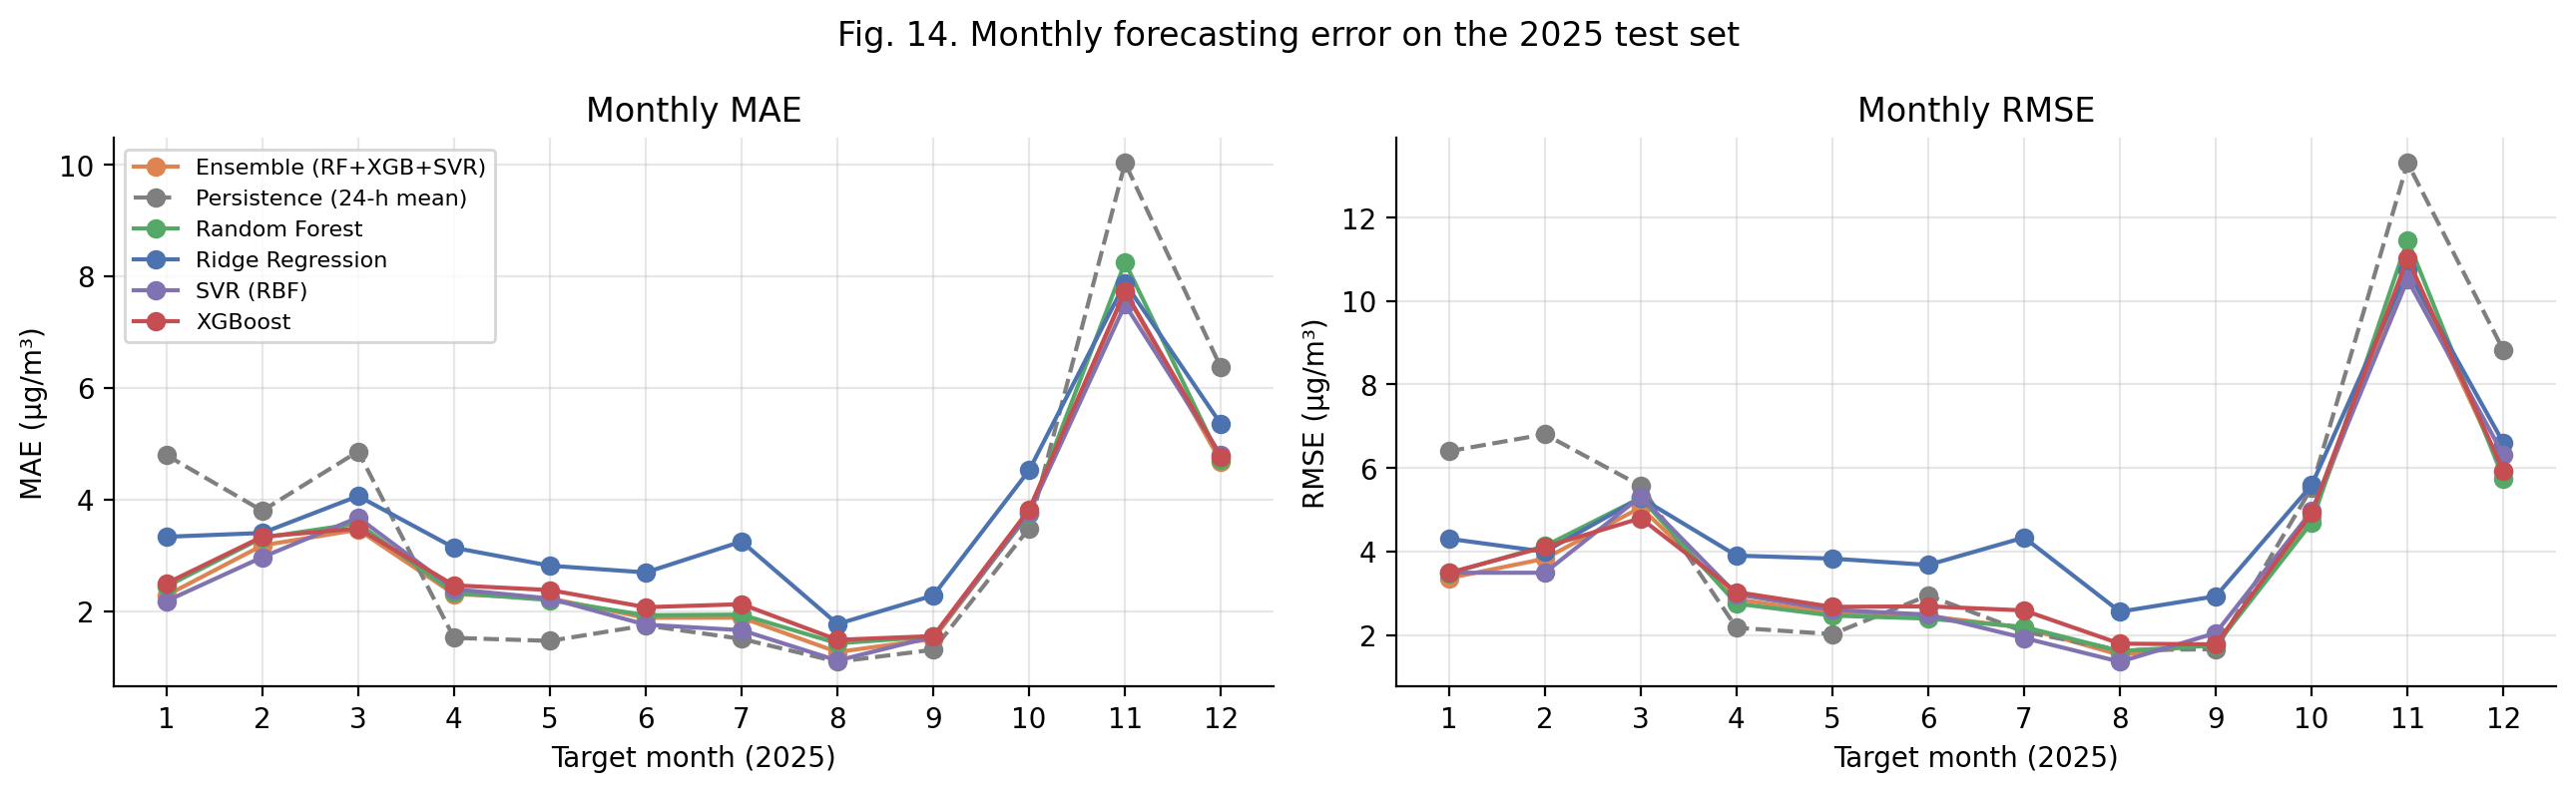 Fig. 14. Monthly forecasting error on the 2025 test set
Monthly MAE
MAE (µg/m³)
10
8
6
4
2
Ensemble (RF+XGB+SVR)
Persistence (24-h mean)
Random Forest
Ridge Regression
SVR (RBF)
XGBoost
1 2 3 4 5 6 7 8 9 10 11 12
Target month (2025)
Monthly RMSE
RMSE (µg/m³)
12
10
8
6
4
2
1 2 3 4 5 6 7 8 9 10 11 12
Target month (2025)